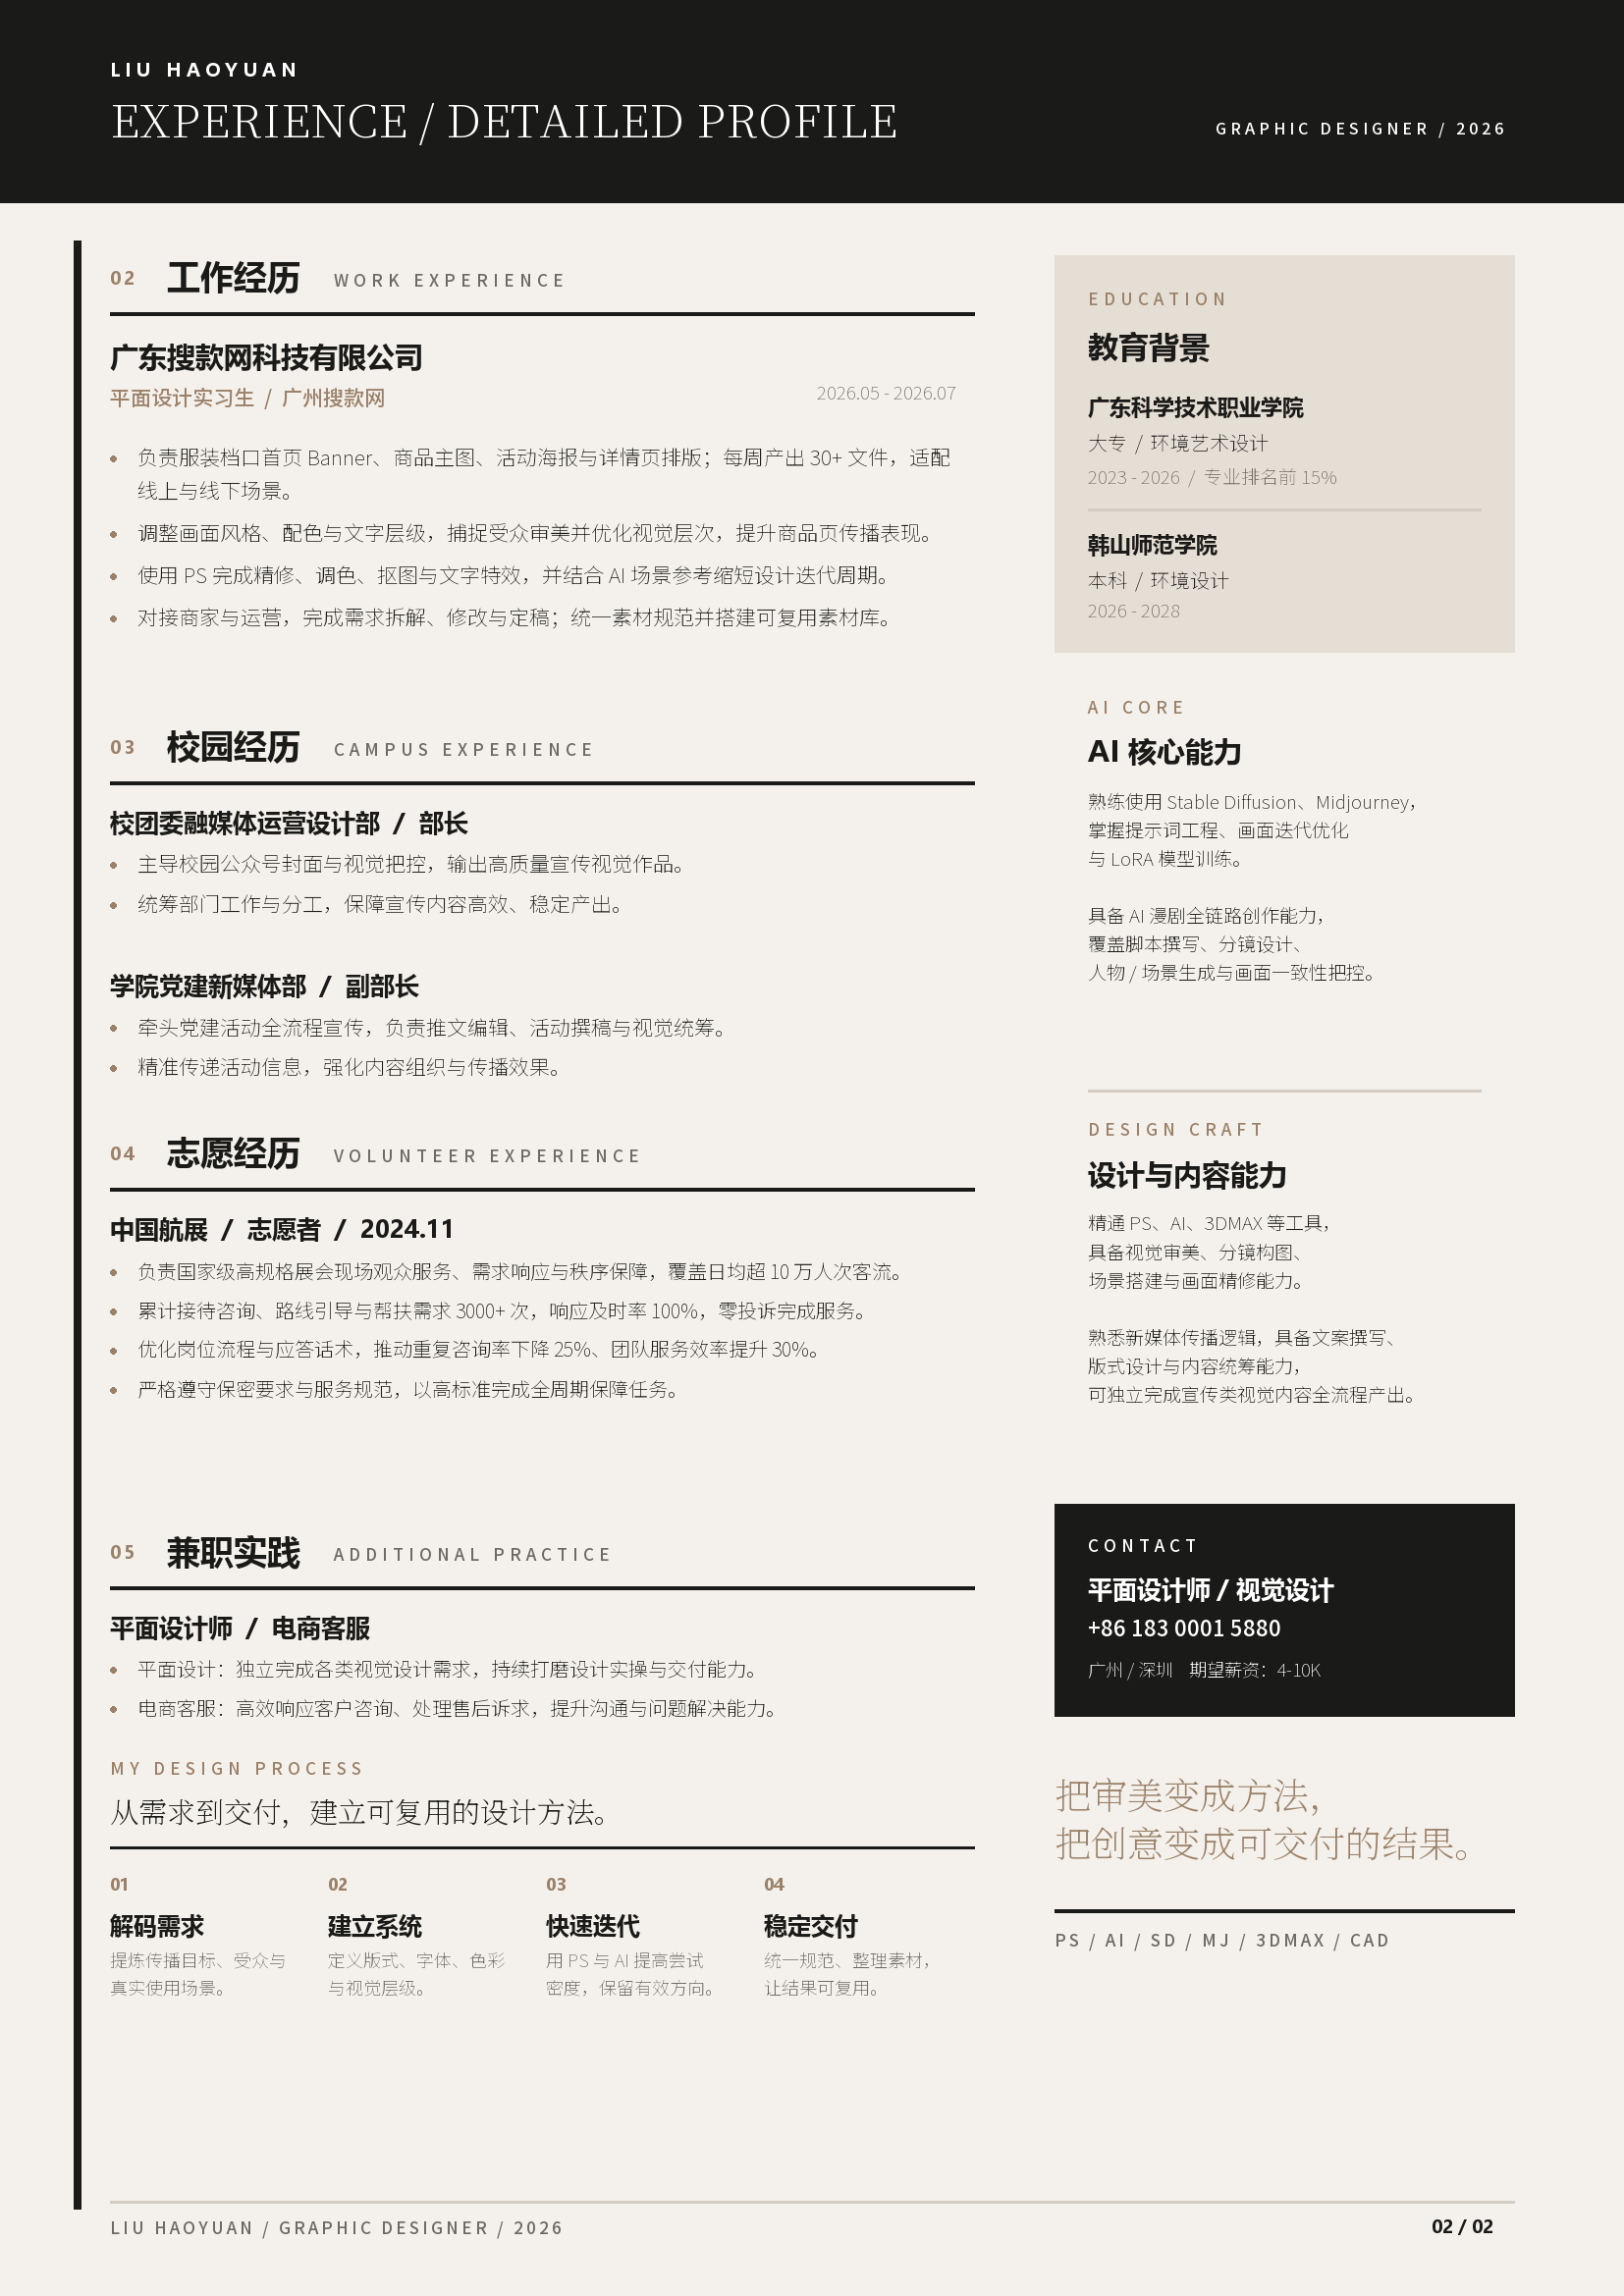 LIU HAOYUAN
EXPERIENCE / DETAILED PROFILE
GRAPHIC DESIGNER / 2026
02 工作经历 WORK EXPERIENCE
广东搜款网科技有限公司
平面设计实习生 / 广州搜款网
2026.05 - 2026.07
负责服装档口首页 Banner、商品主图、活动海报与详情页排版；每周产出 30+ 文件，适配
线上与线下场景。
调整画面风格、配色与文字层级，捕捉受众审美并优化视觉层次，提升商品页传播表现。
使用 PS 完成精修、调色、抠图与文字特效，并结合 AI 场景参考缩短设计迭代周期。
对接商家与运营，完成需求拆解、修改与定稿；统一素材规范并搭建可复用素材库。
03 校园经历 CAMPUS EXPERIENCE
校团委融媒体运营设计部 / 部长
主导校园公众号封面与视觉把控，输出高质量宣传视觉作品。
统筹部门工作与分工，保障宣传内容高效、稳定产出。
学院党建新媒体部 / 副部长
牵头党建活动全流程宣传，负责推文编辑、活动撰稿与视觉统筹。
精准传递活动信息，强化内容组织与传播效果。
04 志愿经历 VOLUNTEER EXPERIENCE
中国航展 / 志愿者 / 2024.11
负责国家级高规格展会现场观众服务、需求响应与秩序保障，覆盖日均超 10 万人次客流。
累计接待咨询、路线引导与帮扶需求 3000+ 次，响应及时率 100%，零投诉完成服务。
优化岗位流程与应答话术，推动重复咨询率下降 25%、团队服务效率提升 30%。
严格遵守保密要求与服务规范，以高标准完成全周期保障任务。
05 兼职实践 ADDITIONAL PRACTICE
平面设计师 / 电商客服
平面设计：独立完成各类视觉设计需求，持续打磨设计实操与交付能力。
电商客服：高效响应客户咨询、处理售后诉求，提升沟通与问题解决能力。
MY DESIGN PROCESS
从需求到交付，建立可复用的设计方法。
01
解码需求
提炼传播目标、受众与
真实使用场景。
02
建立系统
定义版式、字体、色彩
与视觉层级。
03
快速迭代
用 PS 与 AI 提高尝试
密度，保留有效方向。
04
稳定交付
统一规范、整理素材，
让结果可复用。
EDUCATION
教育背景
广东科学技术职业学院
大专 / 环境艺术设计
2023 - 2026 / 专业排名前 15%
韩山师范学院
本科 / 环境设计
2026 - 2028
AI CORE
AI 核心能力
熟练使用 Stable Diffusion、Midjourney，
掌握提示词工程、画面迭代优化
与 LoRA 模型训练。
具备 AI 漫剧全链路创作能力，
覆盖脚本撰写、分镜设计、
人物 / 场景生成与画面一致性把控。
DESIGN CRAFT
设计与内容能力
精通 PS、AI、3DMAX 等工具，
具备视觉审美、分镜构图、
场景搭建与画面精修能力。
熟悉新媒体传播逻辑，具备文案撰写、
版式设计与内容统筹能力，
可独立完成宣传类视觉内容全流程产出。
CONTACT
平面设计师 / 视觉设计
+86 183 0001 5880
广州 / 深圳 期望薪资：4-10K
把审美变成方法，
把创意变成可交付的结果。
PS / AI / SD / MJ / 3DMAX / CAD
LIU HAOYUAN / GRAPHIC DESIGNER / 2026
02 / 02